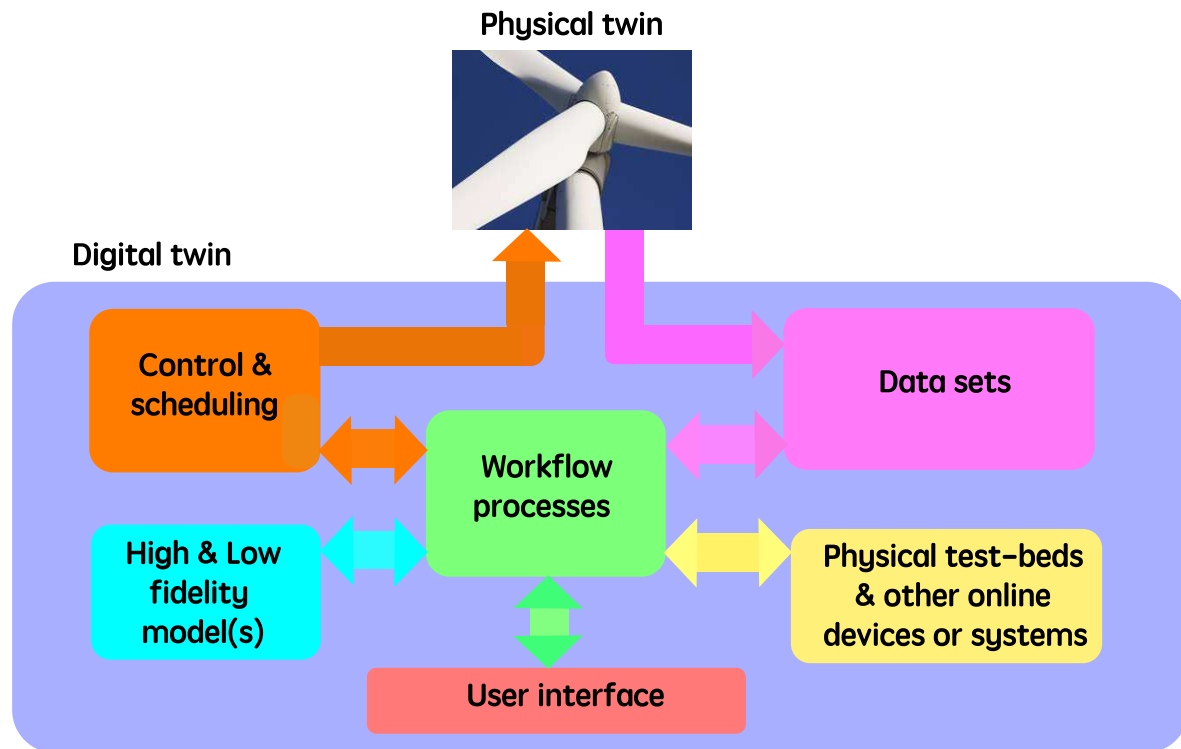 Physical twin
Digital twin
Control &
scheduling
Data sets
Workflow
processes
High & Low
fidelity
model(s)
Physical test-beds
& other online
devices or systems
User interface